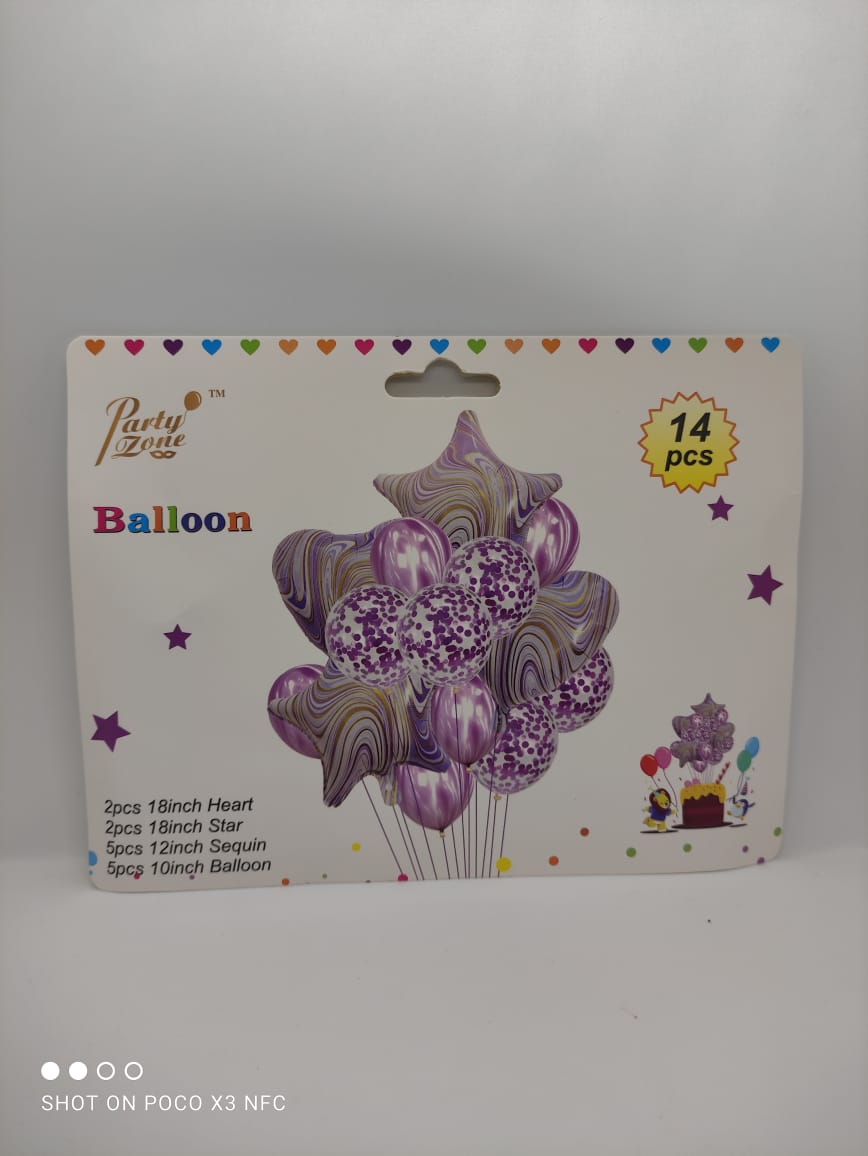 Party Zone TM
14 pcs
Balloon
2pcs 18inch Heart
2pcs 18inch Star
5pcs 12inch Sequin
5pcs 10inch Balloon
SHOT ON POCO X3 NFC